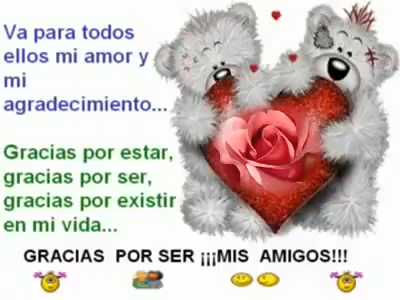 Va para todos
ellos mi amor y
mi
agradecimiento...
Gracias por estar,
gracias por ser,
gracias por existir
en mi vida...
GRACIAS POR SER ¡¡¡MIS AMIGOS!!!